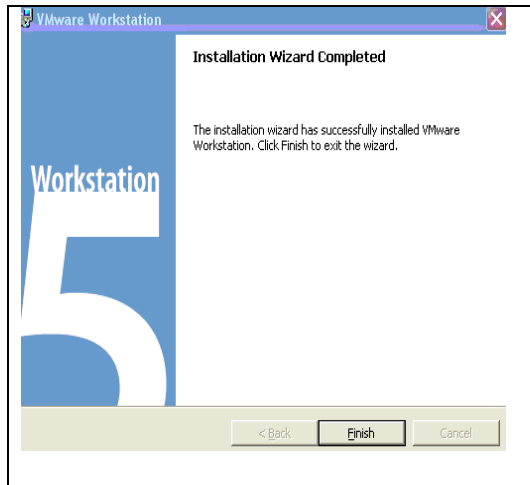 VMware Workstation
Installation Wizard Completed
The installation wizard has successfully installed VMware
Workstation. Click Finish to exit the wizard.
Workstation
5
< Back
Finish
Cancel